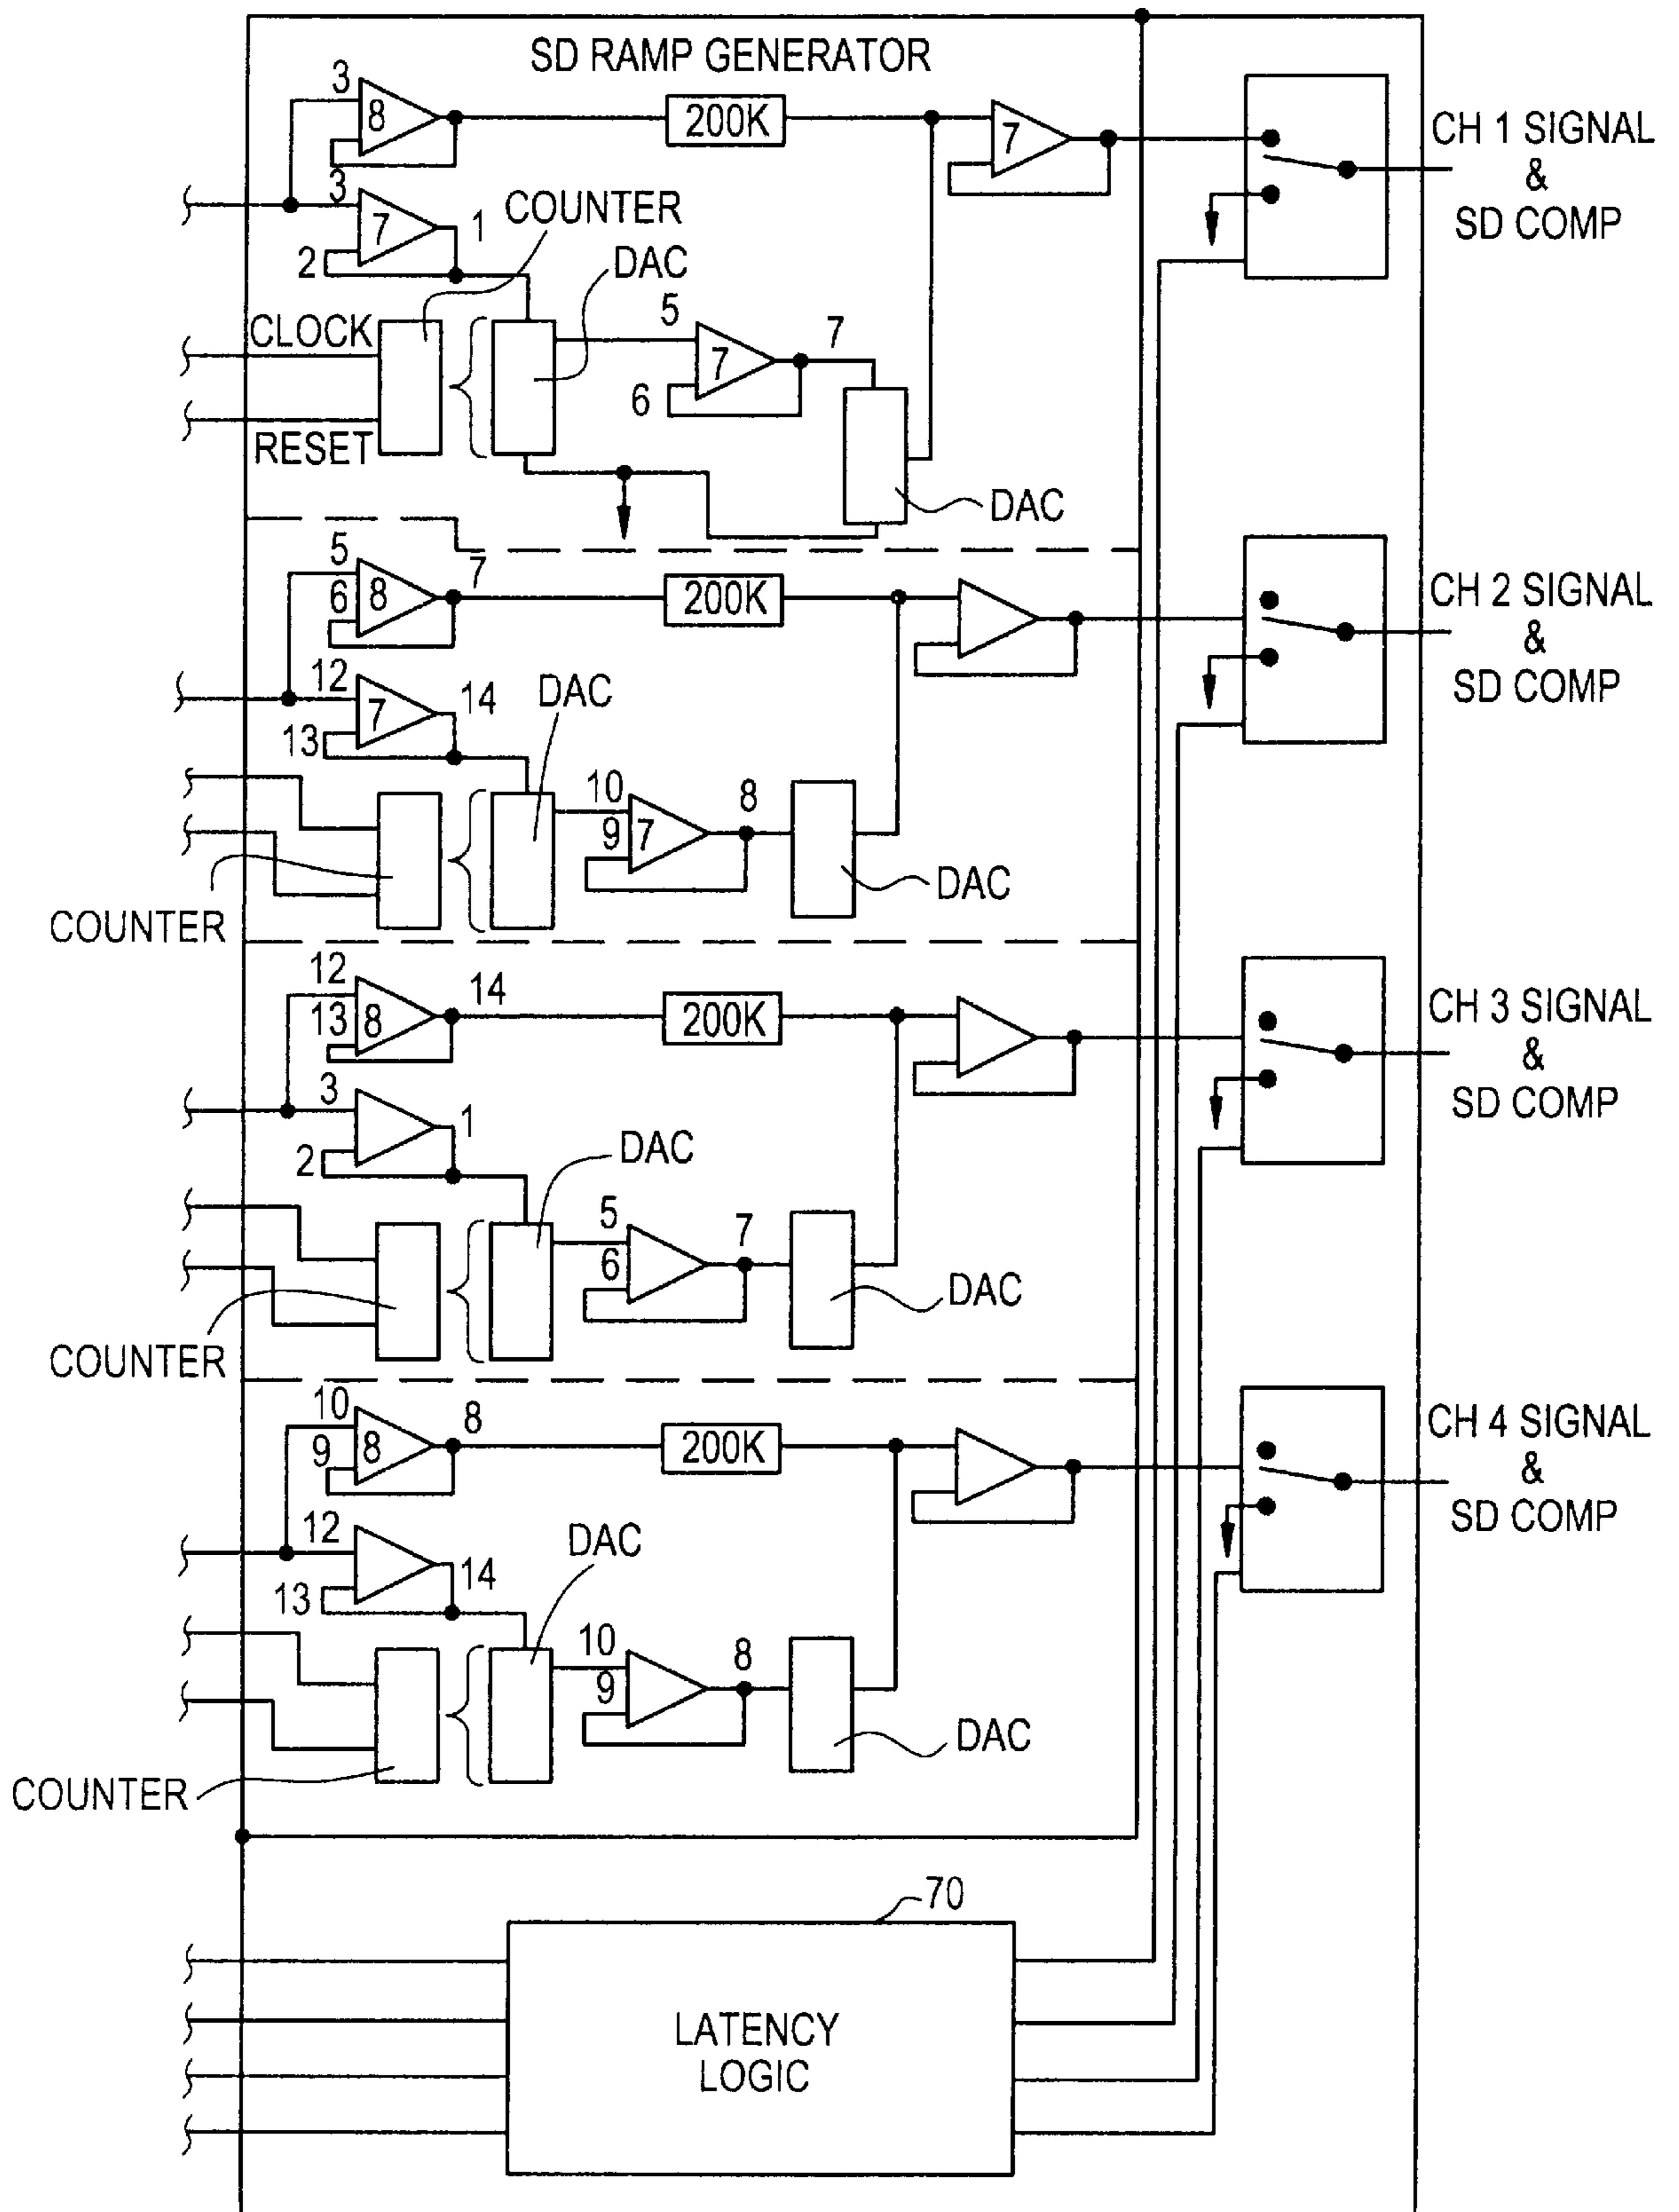 SD RAMP GENERATOR
3
8
200K
7
CH 1 SIGNAL
&
SD COMP
3
7
1
2
COUNTER
DAC
CLOCK
RESET
5
7
6
7
DAC
5
6
8
7
200K
CH 2 SIGNAL
&
SD COMP
12
7
14
13
DAC
10
9
7
8
DAC
COUNTER
12
13
8
14
200K
CH 3 SIGNAL
&
SD COMP
3
1
2
DAC
5
6
7
DAC
COUNTER
10
9
8
8
200K
CH 4 SIGNAL
&
SD COMP
12
14
13
DAC
10
9
8
DAC
COUNTER
70
LATENCY
LOGIC